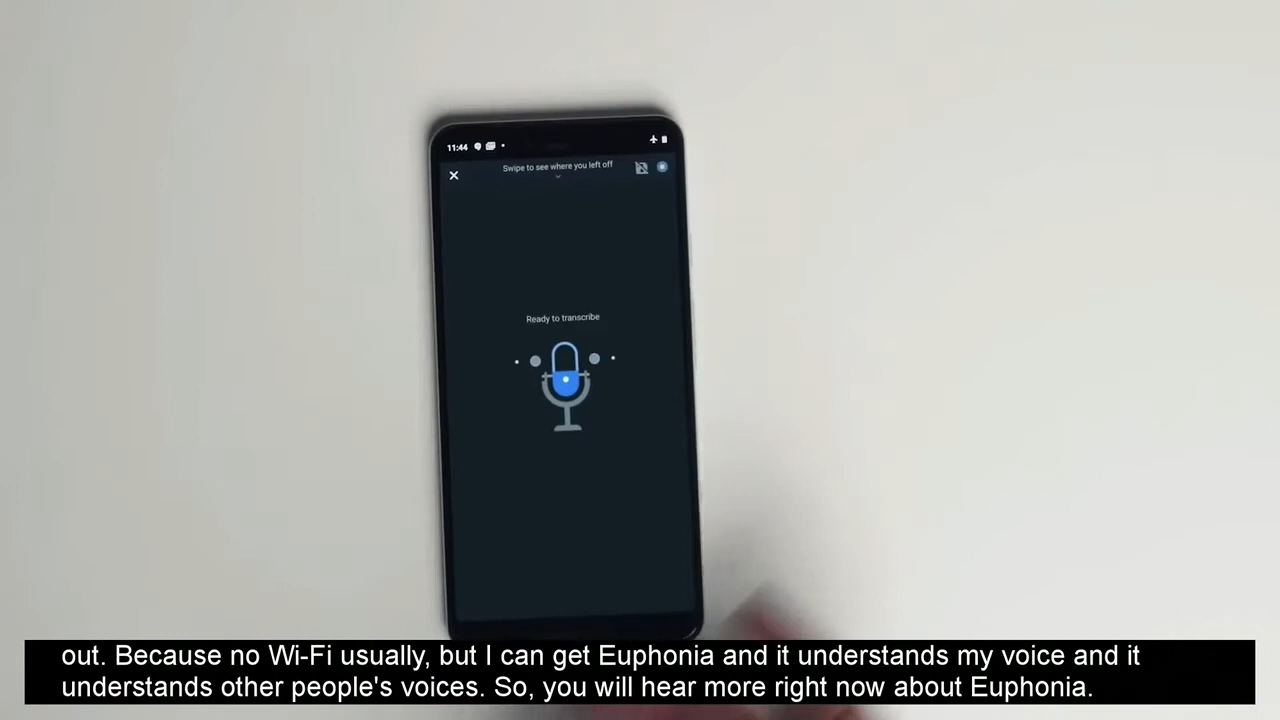 11:44
Swipe to see where you left off
Ready to transcribe
out. Because no Wi-Fi usually, but I can get Euphonia and it understands my voice and it
understands other people's voices. So, you will hear more right now about Euphonia.